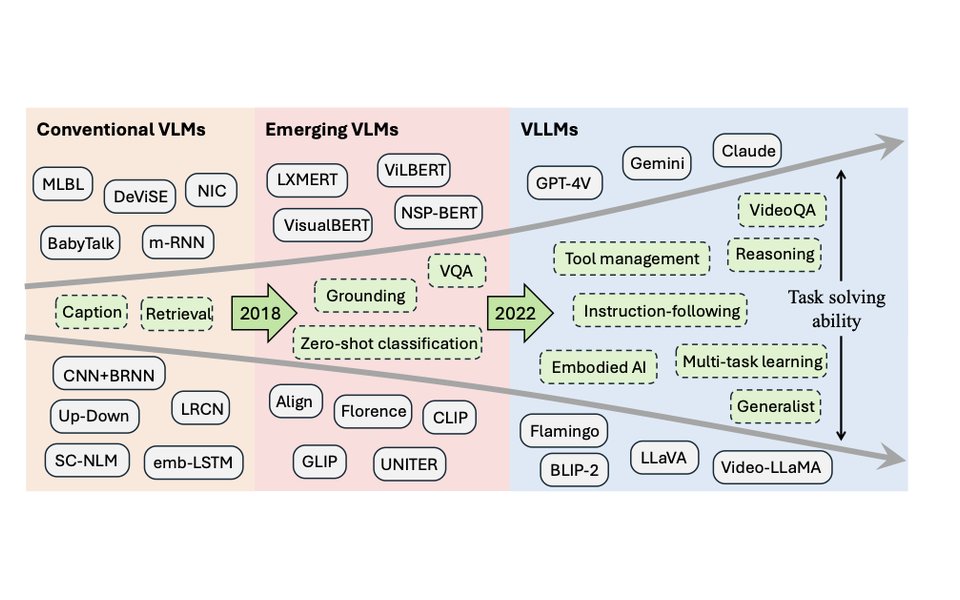 Conventional VLMs
MLBL
DeViSE
NIC
BabyTalk
m-RNN
Caption
Retrieval
CNN+BRNN
Up-Down
LRCN
SC-NLM
emb-LSTM
2018
Emerging VLMs
LXMERT
ViLBERT
VisualBERT
NSP-BERT
VQA
Grounding
Zero-shot classification
Align
Florence
CLIP
GLIP
UNITER
2022
VLLMs
GPT-4V
Gemini
Claude
VideoQA
Tool management
Reasoning
Instruction-following
Task solving
ability
Embodied AI
Multi-task learning
Generalist
Flamingo
BLIP-2
LLaVA
Video-LLaMA